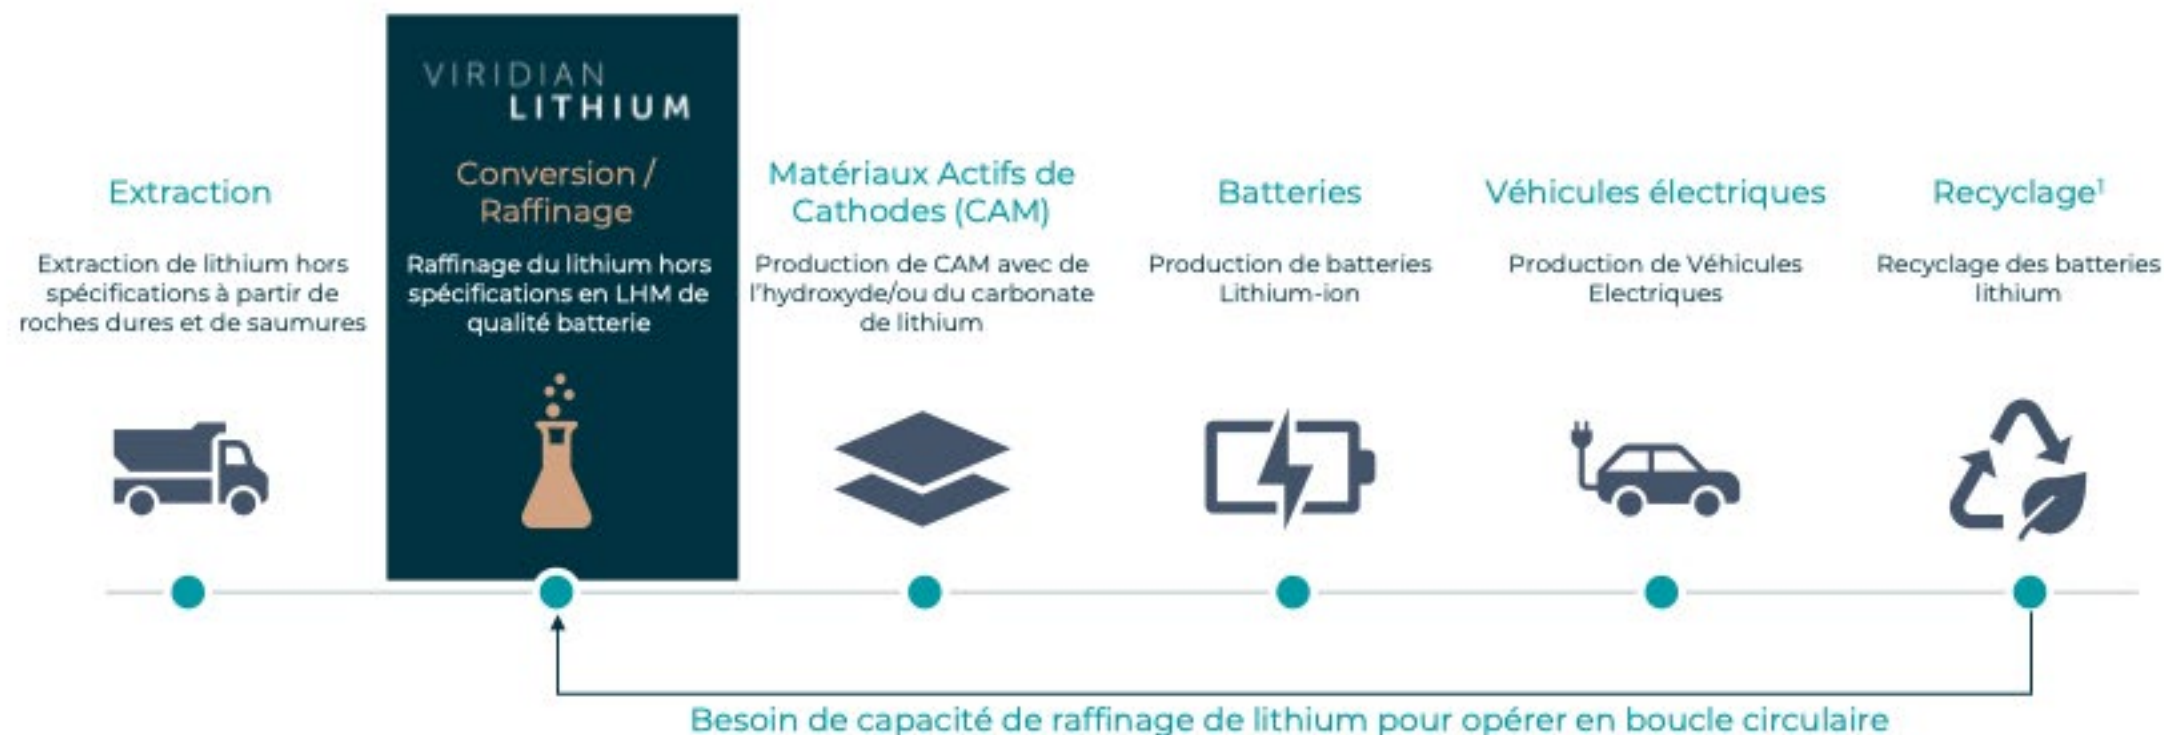 VIRIDIAN
LITHIUM
Extraction
Extraction de lithium hors
spécifications à partir de
roches dures et de saumures
Conversion /
Raffinage
Raffinage du lithium hors
spécifications en LHM de
qualité batterie
Matériaux Actifs de
Cathodes (CAM)
Production de CAM avec de
l'hydroxyde/ou du carbonate
de lithium
Batteries
Production de batteries
Lithium-ion
Véhicules électriques
Production de Véhicules
Electriques
Recyclage¹
Recyclage des batteries
lithium
Besoin de capacité de raffinage de lithium pour opérer en boucle circulaire